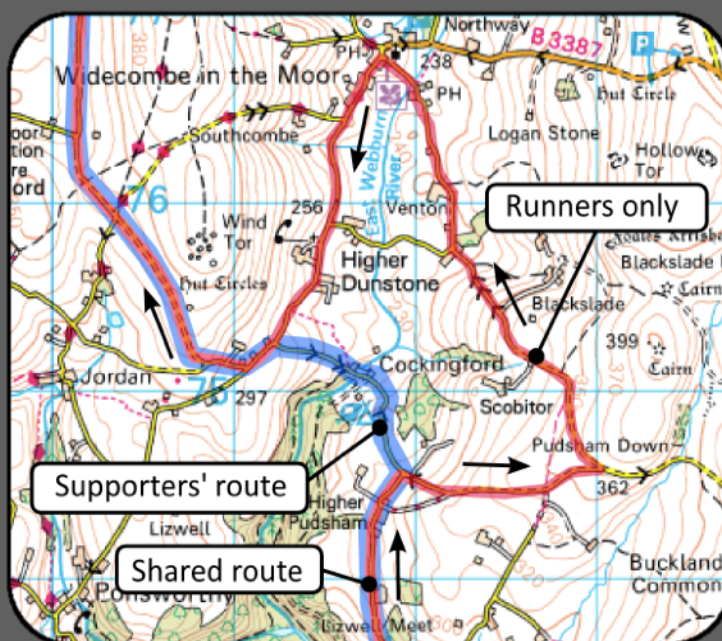 Northway
B 3387
P
PH
238
Widecombe in the Moor
PH
Hut Circle
Southcombe
Logan Stone
Hollow
Tor
East Webburn
River
76
256
Venton
Runners only
Wind
Tor
Higher
Dunstone
Blackslade
Cairn
Hut Circles
Blackslade
399
Cairn
Cockingford
Jordan
75
297
Scobitor
Pudsham Down
Supporters' route
362
Higher
Pudsham
Lizwell
Shared route
Buckland
Common
Ponsworthy
Lizwell Meet